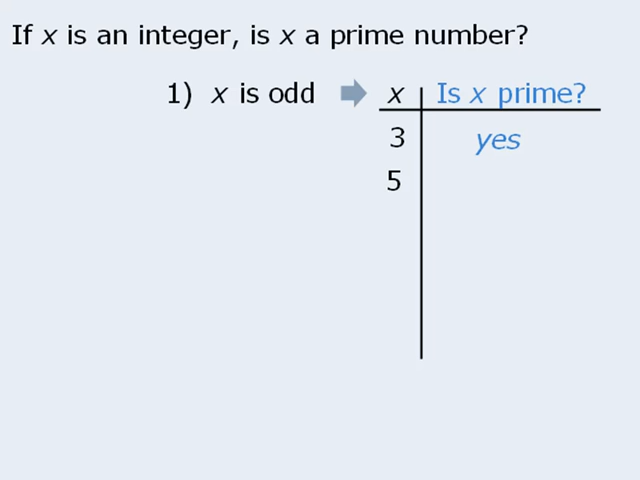 If x is an integer, is x a prime number?
1) x is odd
x Is x prime?
3 yes
5